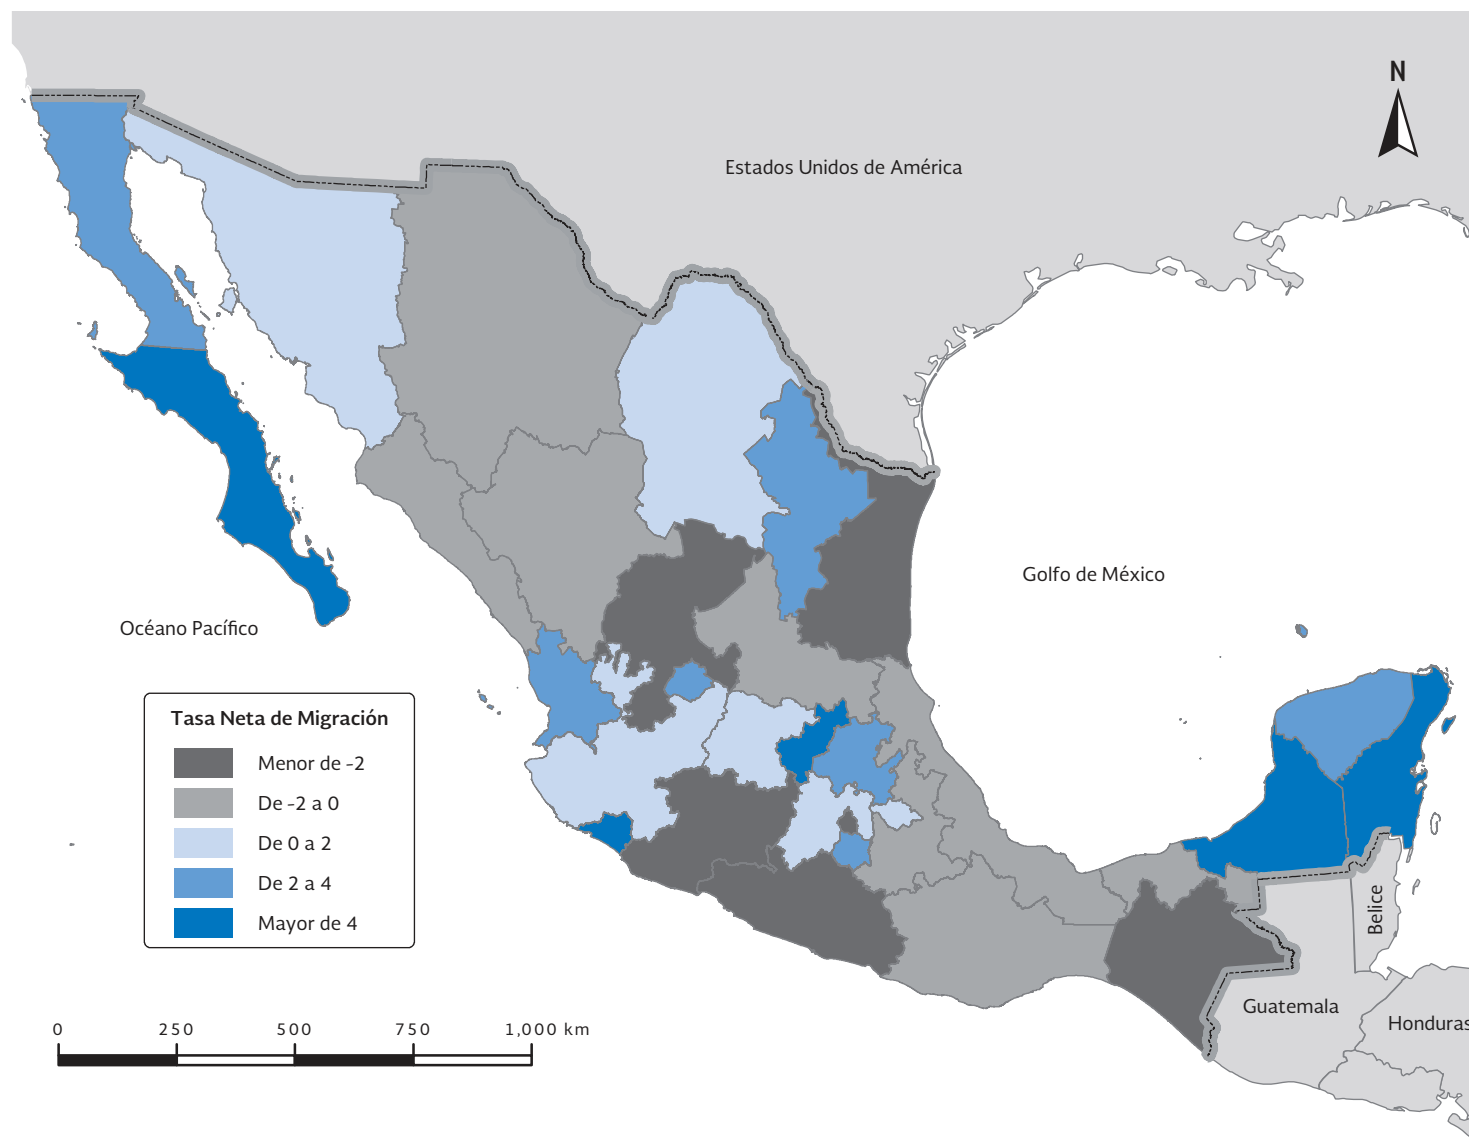 N
Estados Unidos de América
Golfo de México
Océano Pacífico
Tasa Neta de Migración
Menor de -2
De -2 a 0
De 0 a 2
De 2 a 4
Mayor de 4
Belice
Guatemala
Honduras
0 250 500 750 1,000 km